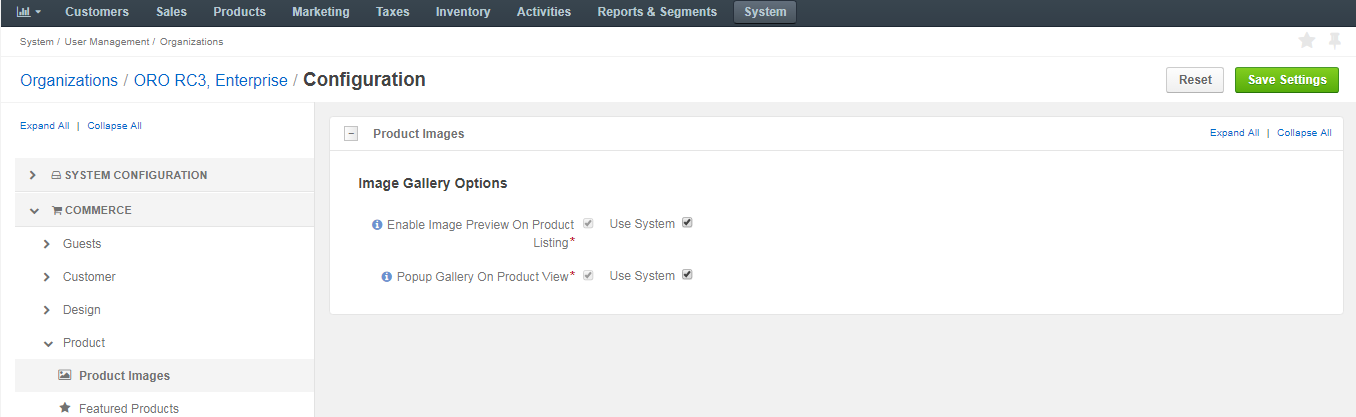 Customers Sales Products Marketing Taxes Inventory Activities Reports & Segments System
System / User Management / Organizations
Organizations / ORO RC3, Enterprise / Configuration Reset Save Settings
Expand All | Collapse All
Product Images Expand All | Collapse All
SYSTEM CONFIGURATION
COMMERCE
Guests
Customer
Design
Product
Product Images
Featured Products
Image Gallery Options
Enable Image Preview On Product Use System
Listing*
Popup Gallery On Product View* Use System